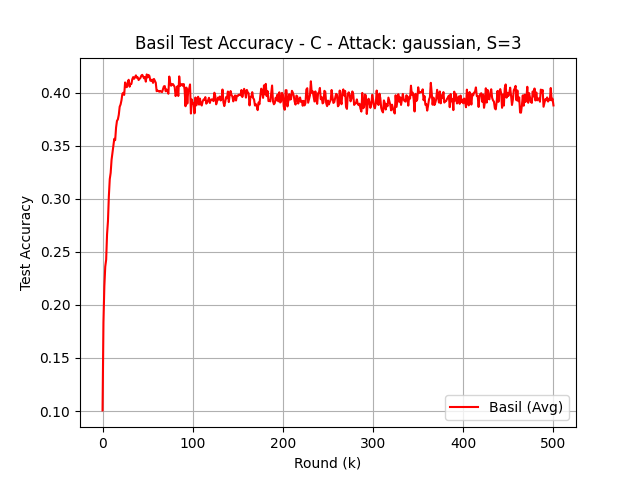 Basil Test Accuracy - C - Attack: gaussian, S=3
Test Accuracy
0.40
0.35
0.30
0.25
0.20
0.15
0.10
Basil (Avg)
0 100 200 300 400 500
Round (k)